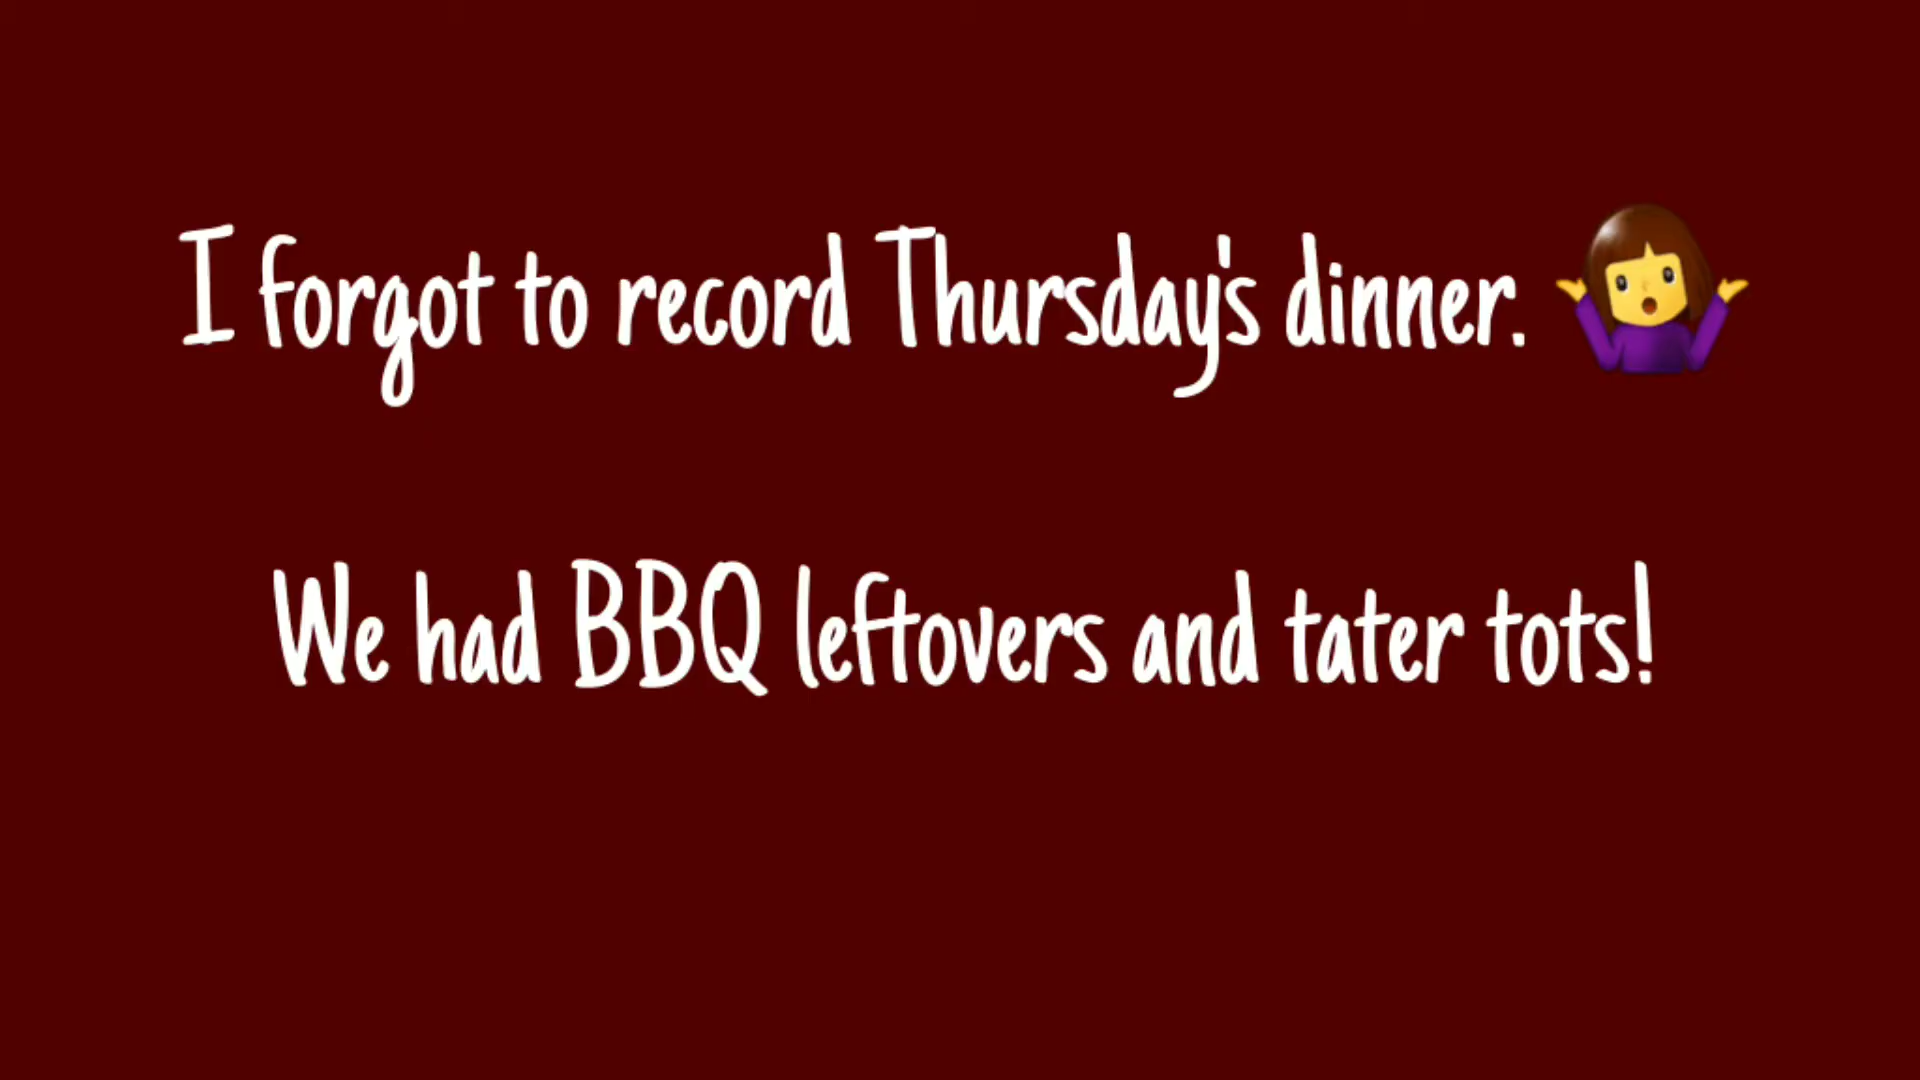 I forgot to record Thursday's dinner. 🤷‍♀️
We had BBQ leftovers and tater tots!